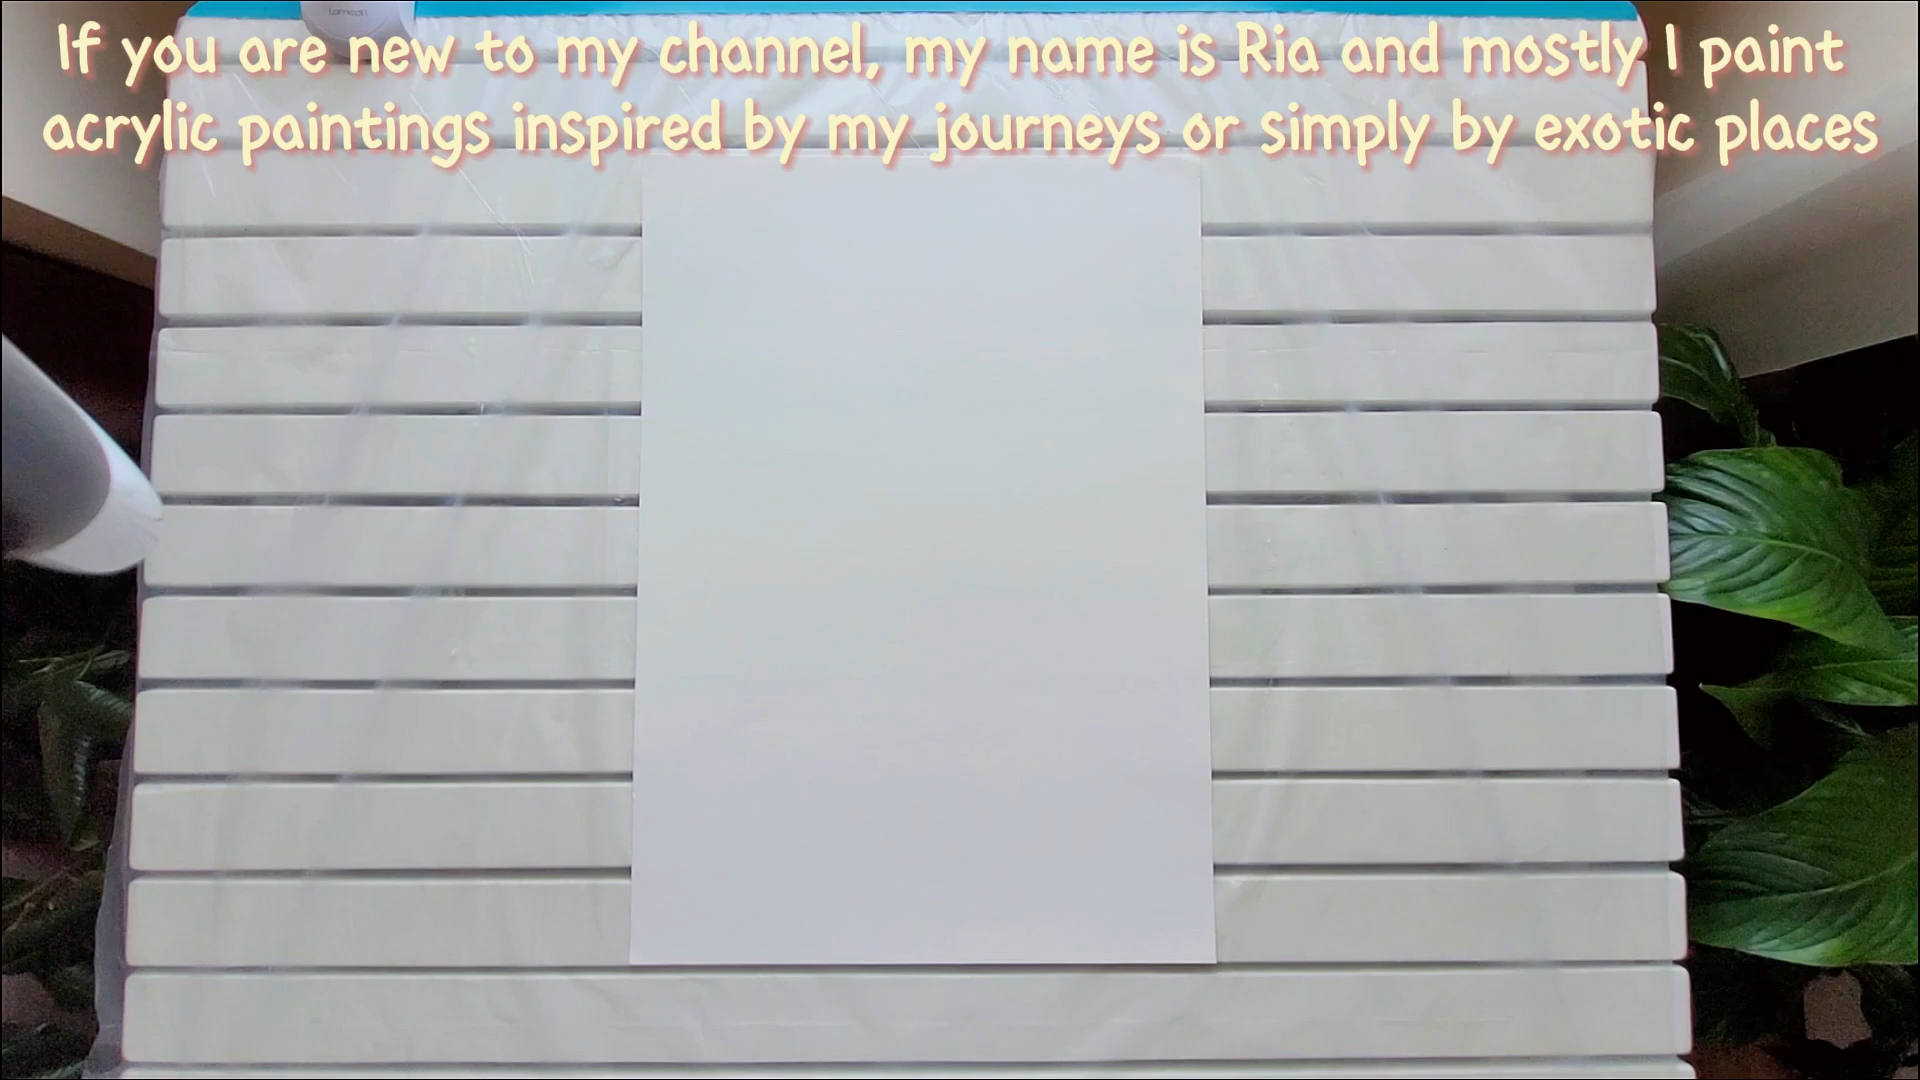 If you are new to my channel, my name is Ria and mostly I paint
acrylic paintings inspired by my journeys or simply by exotic places